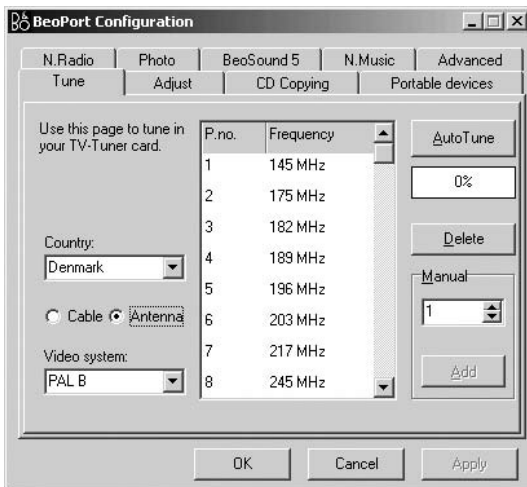 BeoPort Configuration
N.Radio Photo BeoSound 5 N.Music Advanced
Tune Adjust CD Copying Portable devices
Use this page to tune in
your TV-Tuner card.
Country:
Denmark
Cable Antenna
Video system:
PAL B
P.no. Frequency
1 145 MHz
2 175 MHz
3 182 MHz
4 189 MHz
5 196 MHz
6 203 MHz
7 217 MHz
8 245 MHz
AutoTune
0%
Delete
Manual
1
Add
OK Cancel Apply